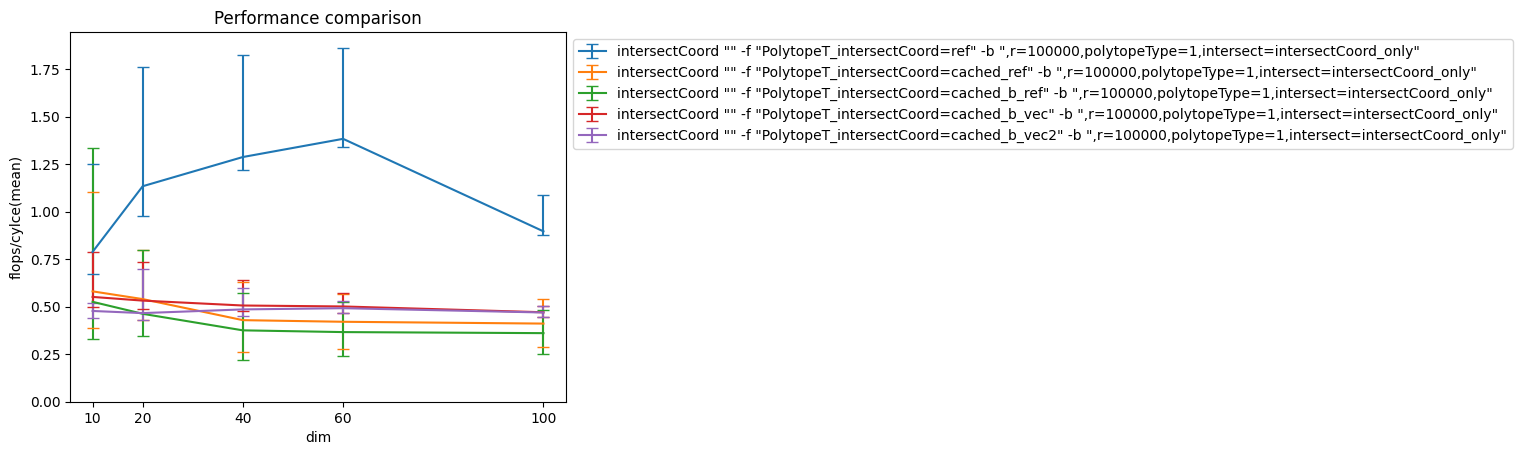 Performance comparison
flops/cylce(mean)
1.75
1.50
1.25
1.00
0.75
0.50
0.25
0.00
10 20 40 60 100
dim
intersectCoord "" -f "PolytopeT_intersectCoord=ref" -b ",r=100000,polytopeType=1,intersect=intersectCoord_only"
intersectCoord "" -f "PolytopeT_intersectCoord=cached_ref" -b ",r=100000,polytopeType=1,intersect=intersectCoord_only"
intersectCoord "" -f "PolytopeT_intersectCoord=cached_b_ref" -b ",r=100000,polytopeType=1,intersect=intersectCoord_only"
intersectCoord "" -f "PolytopeT_intersectCoord=cached_b_vec" -b ",r=100000,polytopeType=1,intersect=intersectCoord_only"
intersectCoord "" -f "PolytopeT_intersectCoord=cached_b_vec2" -b ",r=100000,polytopeType=1,intersect=intersectCoord_only"